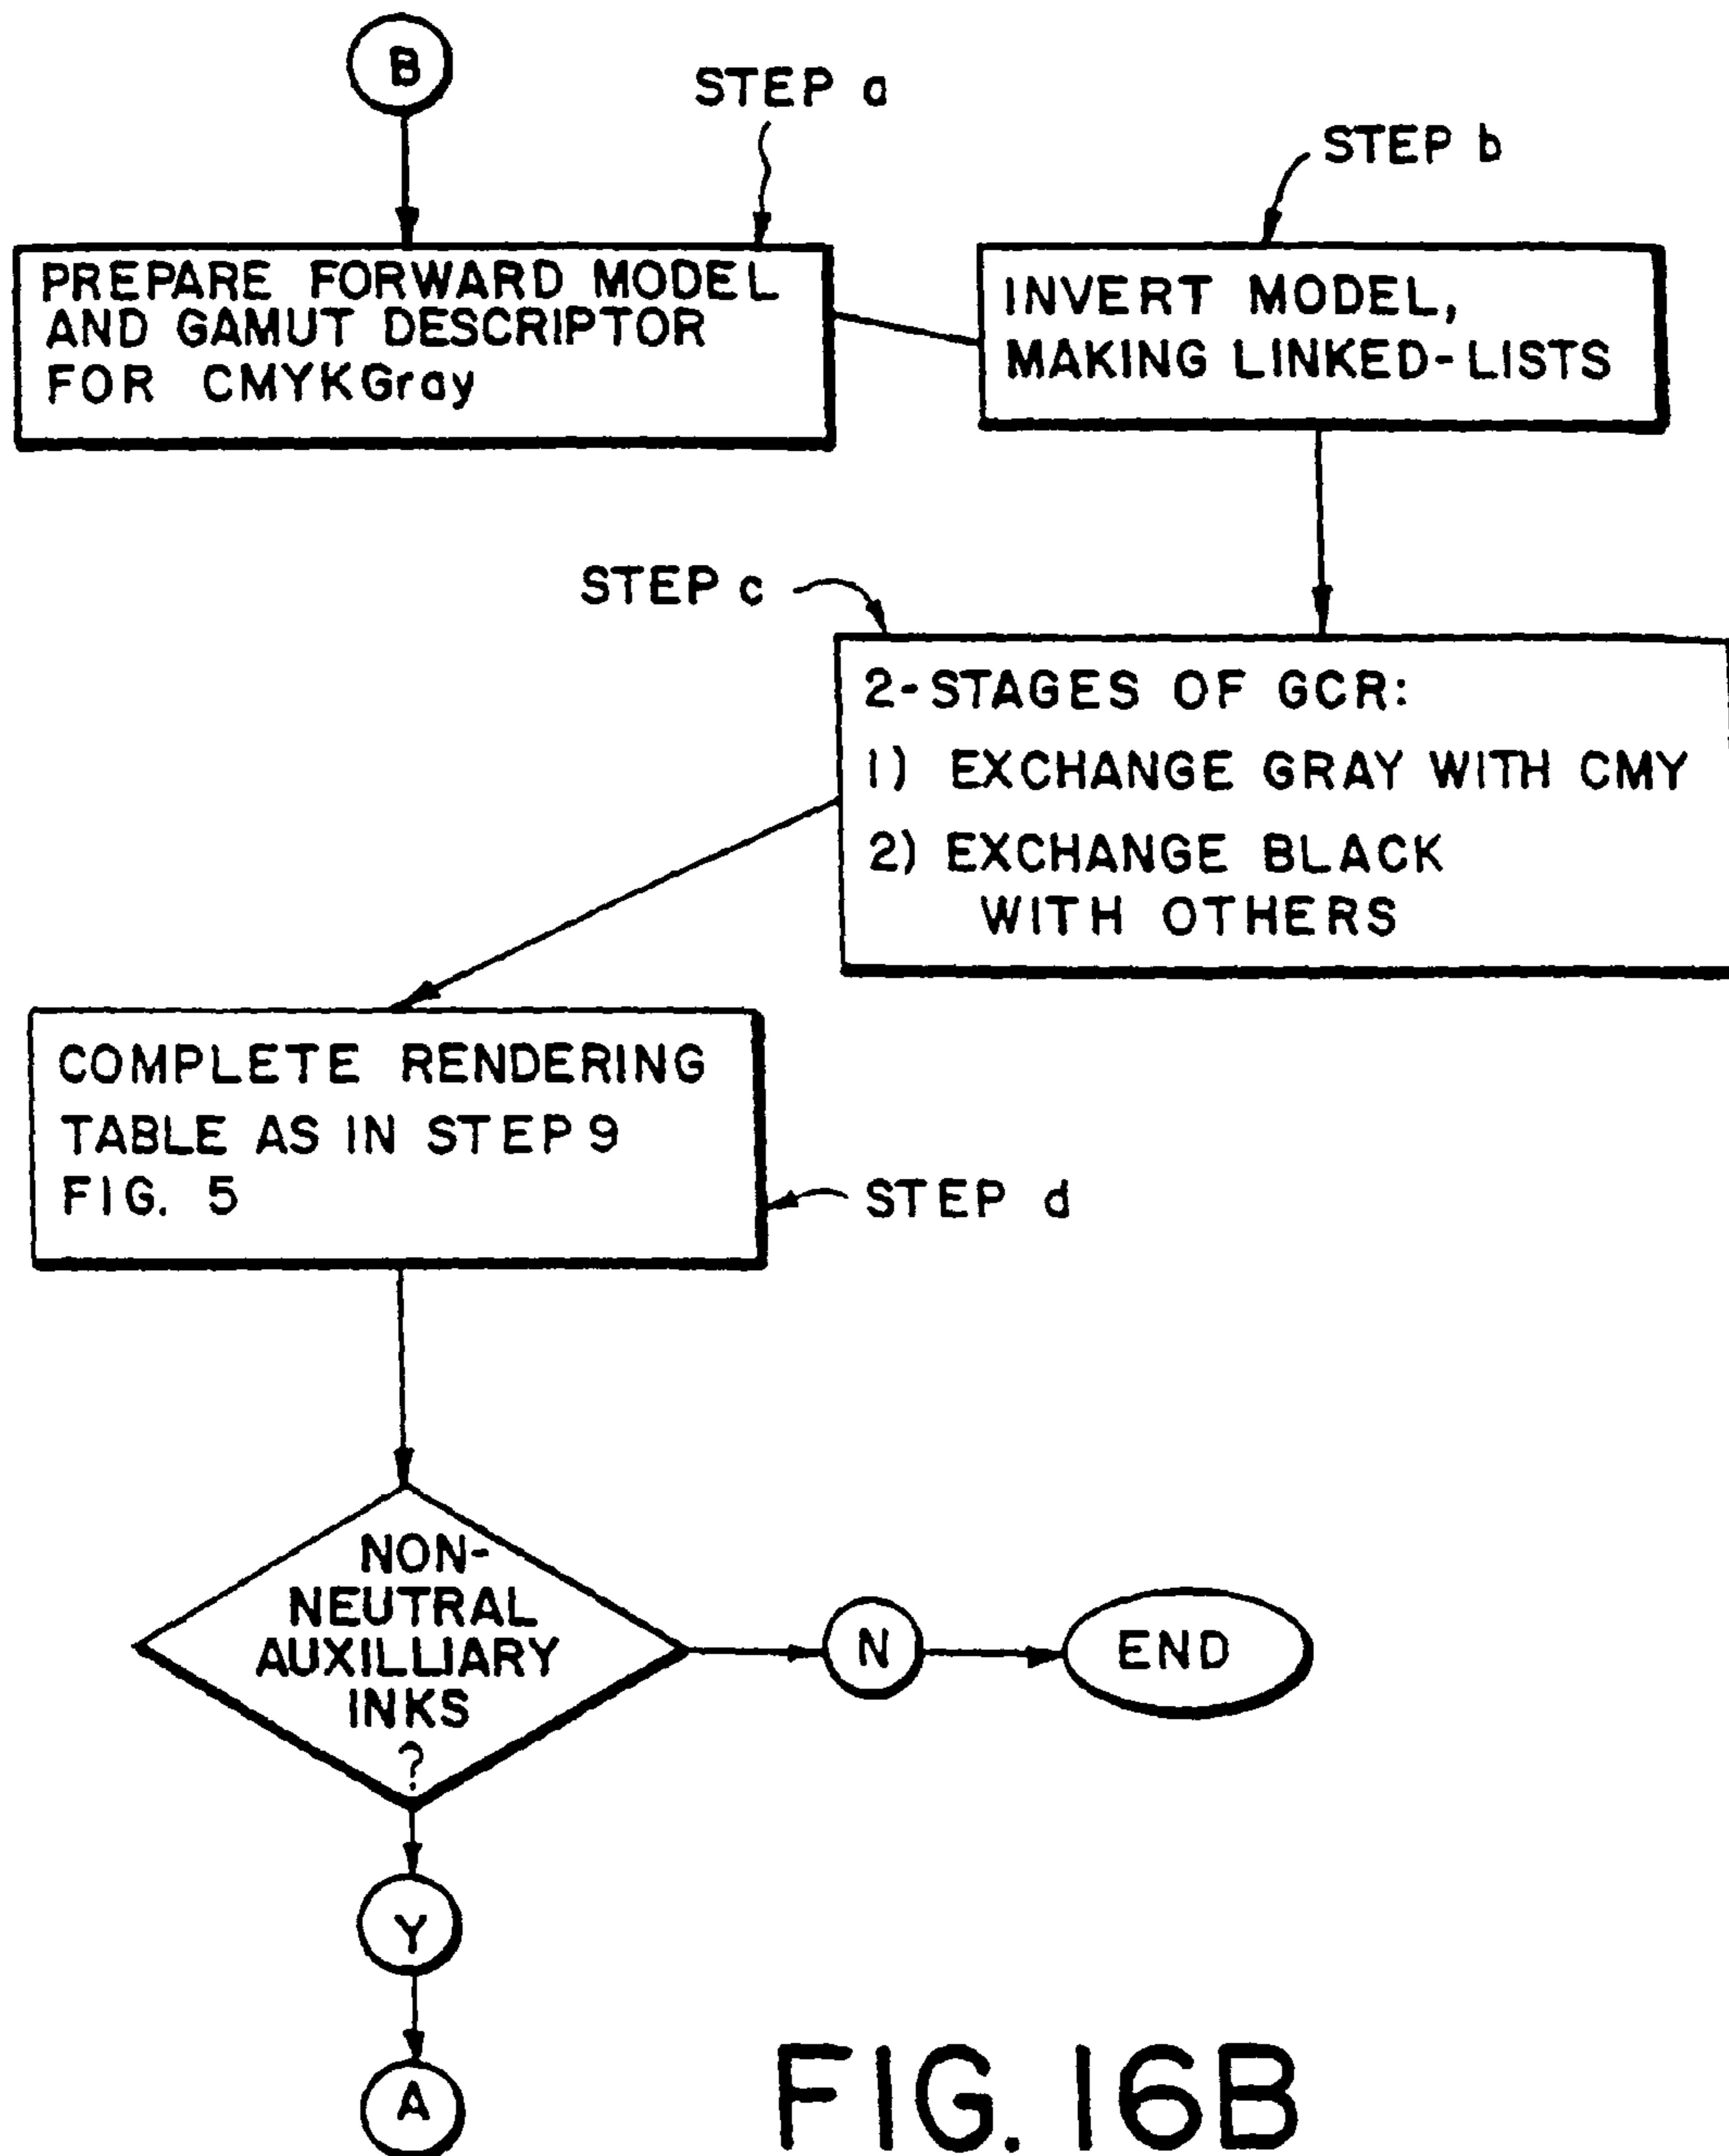 B
STEP a
STEP b
PREPARE FORWARD MODEL
AND GAMUT DESCRIPTOR
FOR CMYKGray
INVERT MODEL,
MAKING LINKED-LISTS
STEP c
2-STAGES OF GCR:
1) EXCHANGE GRAY WITH CMY
2) EXCHANGE BLACK
WITH OTHERS
COMPLETE RENDERING
TABLE AS IN STEP 9
FIG. 5
STEP d
NON-
NEUTRAL
AUXILLIARY
INKS
?
N
END
Y
A
FIG. 16B